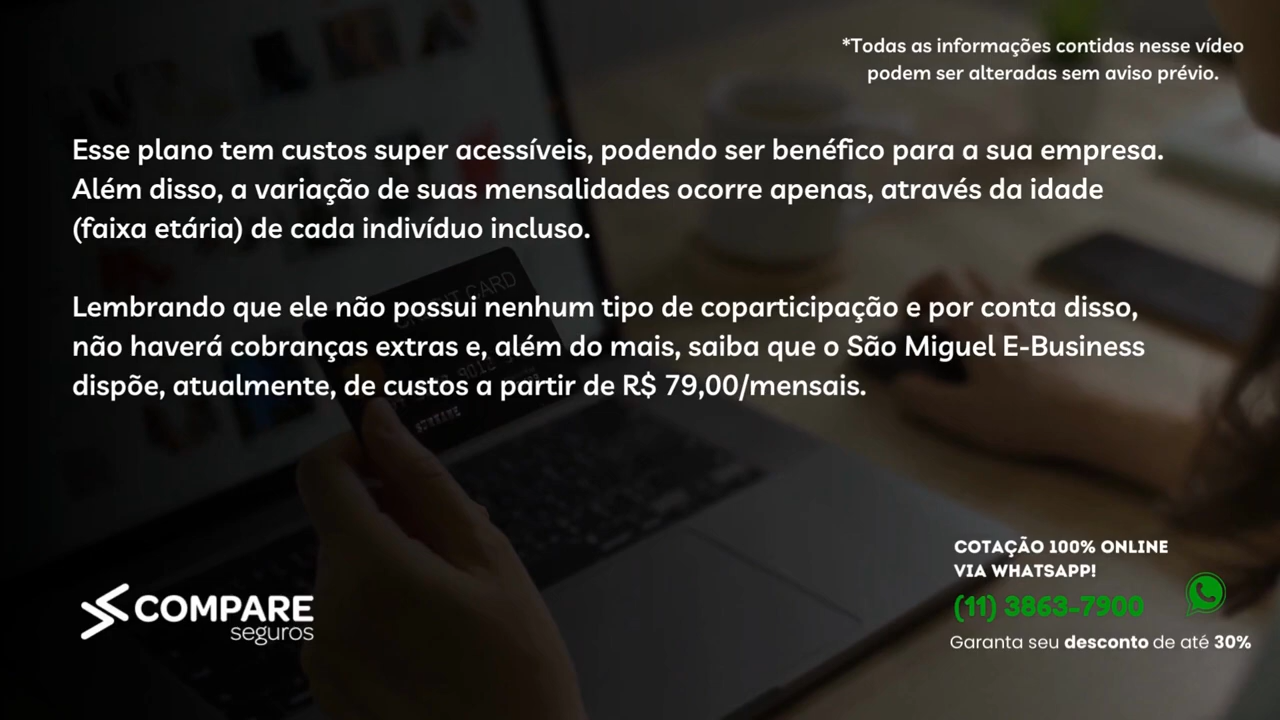 *Todas as informações contidas nesse vídeo
podem ser alteradas sem aviso prévio.
Esse plano tem custos super acessíveis, podendo ser benéfico para a sua empresa.
Além disso, a variação de suas mensalidades ocorre apenas, através da idade
(faixa etária) de cada indivíduo incluso.
Lembrando que ele não possui nenhum tipo de coparticipação e por conta disso,
não haverá cobranças extras e, além do mais, saiba que o São Miguel E-Business
dispõe, atualmente, de custos a partir de R$ 79,00/mensais.
COTAÇÃO 100% ONLINE
VIA WHATSAPP!
(11) 3863-7900
Garanta seu desconto de até 30%
COMPARE
seguros